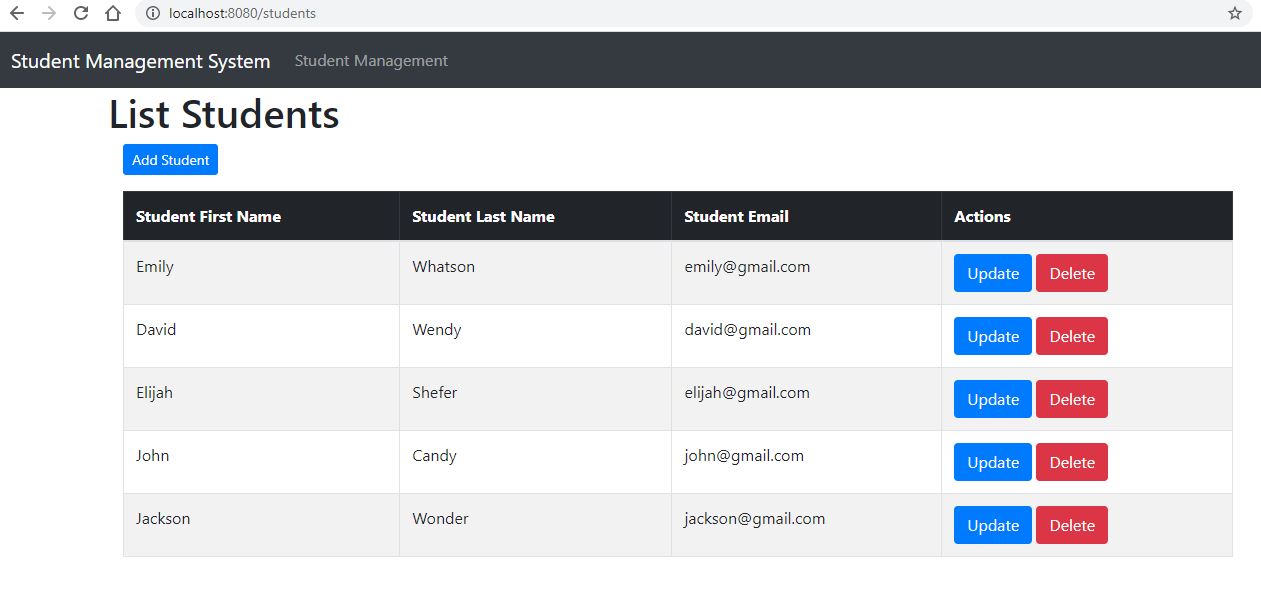 localhost:8080/students
Student Management System Student Management
List Students
Add Student
Student First Name Student Last Name Student Email Actions
Emily Whatson emily@gmail.com Update Delete
David Wendy david@gmail.com Update Delete
Elijah Shefer elijah@gmail.com Update Delete
John Candy john@gmail.com Update Delete
Jackson Wonder jackson@gmail.com Update Delete